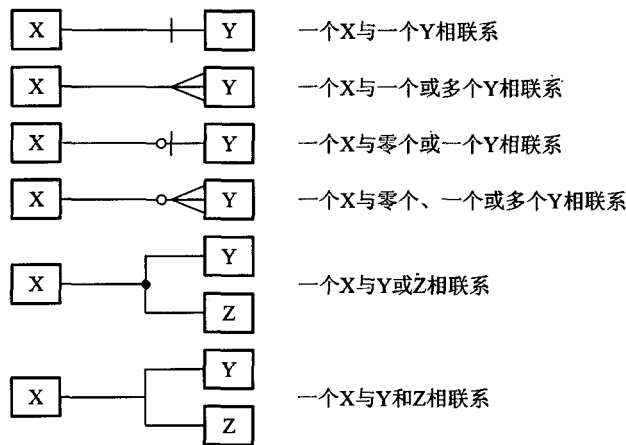 X Y 一个X与一个Y相联系
X Y 一个X与一个或多个Y相联系
X Y 一个X与零个或一个Y相联系
X Y 一个X与零个、一个或多个Y相联系
Y
X 一个X与Y或Z相联系
Z
Y
X 一个X与Y和Z相联系
Z